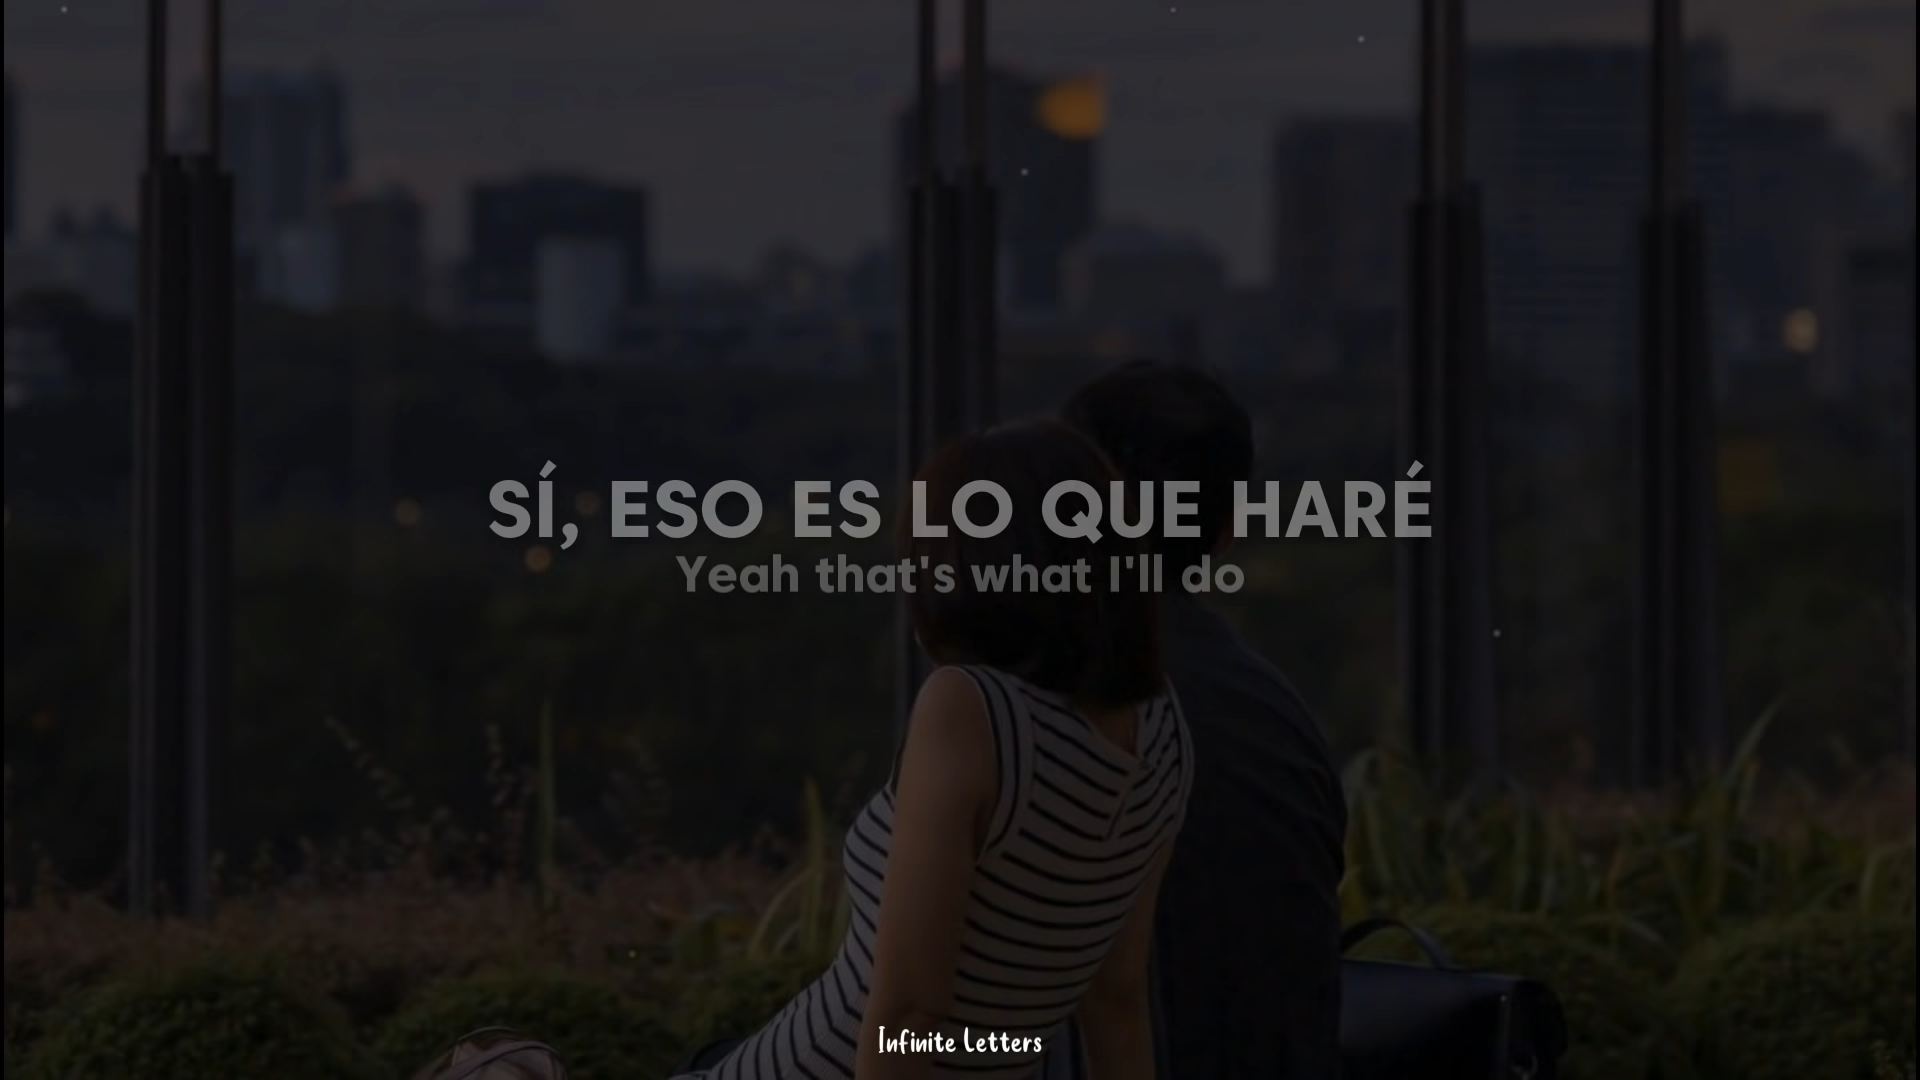 SÍ, ESO ES LO QUE HARÉ
Yeah that's what I'll do
Infinite Letters